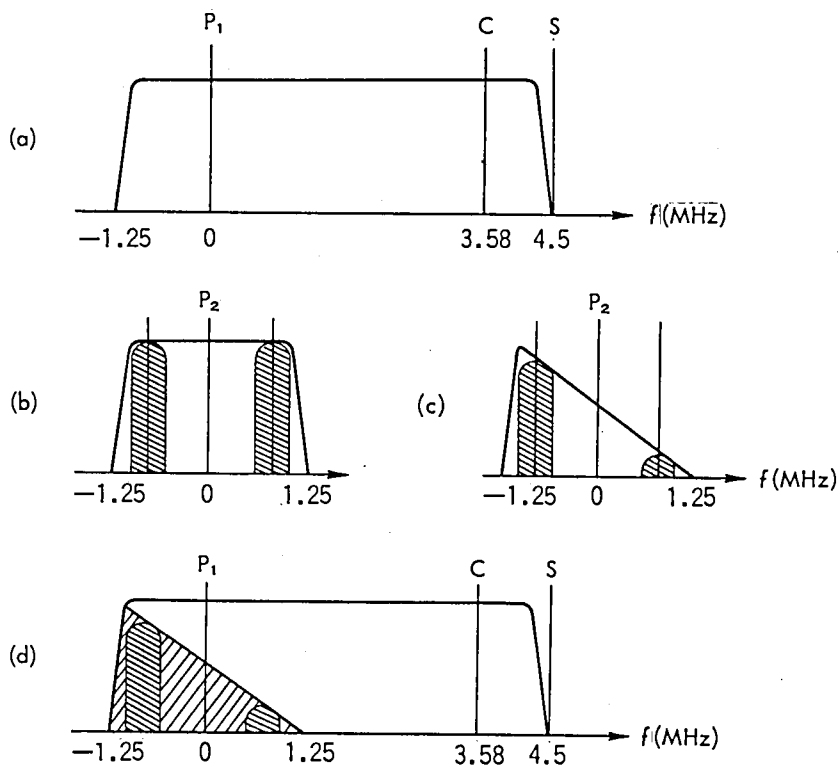 P₁ C S
(a)
f (MHz)
−1.25 0 3.58 4.5
P₂ P₂
(b) (c)
f (MHz)
−1.25 0 1.25 −1.25 0 1.25
P₁ C S
(d)
f (MHz)
−1.25 0 1.25 3.58 4.5